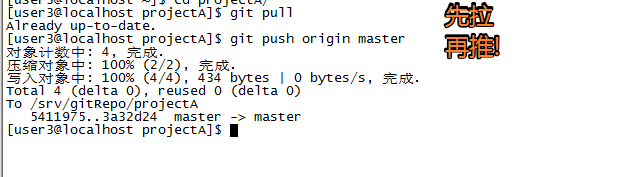 [user3@localhost ~]$ cd projectA/
[user3@localhost projectA]$ git pull
Already up-to-date.
[user3@localhost projectA]$ git push origin master
对象计数中: 4, 完成.
压缩对象中: 100% (2/2), 完成.
写入对象中: 100% (4/4), 434 bytes | 0 bytes/s, 完成.
Total 4 (delta 0), reused 0 (delta 0)
To /srv/gitRepo/projectA
5411975..3a32d24 master -> master
[user3@localhost projectA]$
先拉
再推!